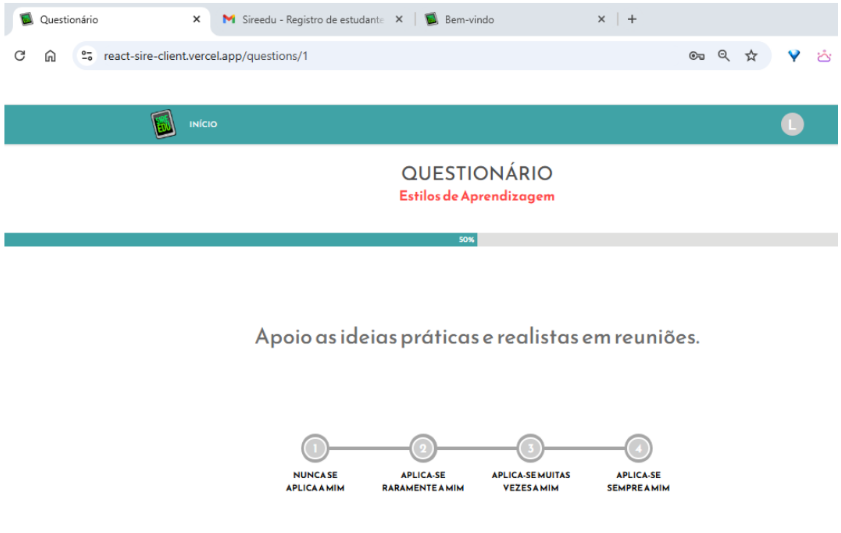 Questionário
Sireedu - Registro de estudante
Bem-vindo
react-sire-client.vercel.app/questions/1
SIRE
EDU
INÍCIO
L
QUESTIONÁRIO
Estilos de Aprendizagem
50%
Apoio as ideias práticas e realistas em reuniões.
1
2
3
4
NUNCA SE
APLICA A MIM
APLICA-SE
RARAMENTE A MIM
APLICA-SE MUITAS
VEZES A MIM
APLICA-SE
SEMPRE A MIM